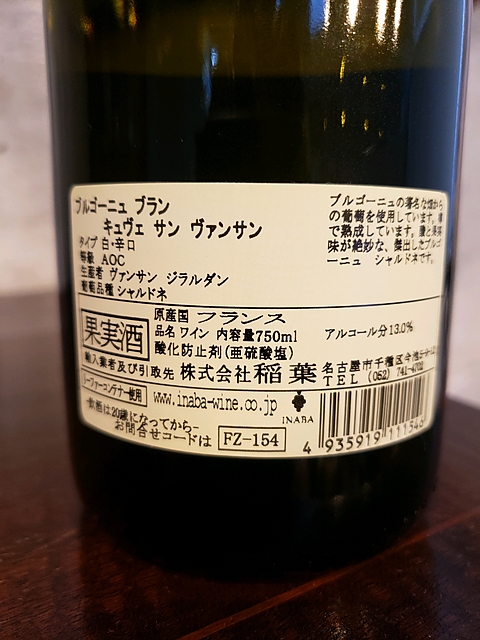 ブルゴーニュ ブラン
キュヴェ サン ヴァンサン
タイプ 白・辛口
等級 AOC
生産者 ヴァンサン ジラルダン
葡萄品種 シャルドネ
ブルゴーニュの著名な畑から
の葡萄を使用しています。樽
で熟成しています。
味が絶妙な、傑出したブルゴ
ーニュ シャルドネです。
果実酒
原産国 フランス
品名 ワイン 内容量750ml
アルコール分13.0%
酸化防止剤(亜硫酸塩)
輸入業者及び引取先 株式会社 稲葉
名古屋市千種区今池
TEL (052) 741-4702
リーファーコンテナー使用
www.inaba-wine.co.jp
INABA
-飲酒は20歳になってから-
お問合せコードは FZ-154
4 935919 111546